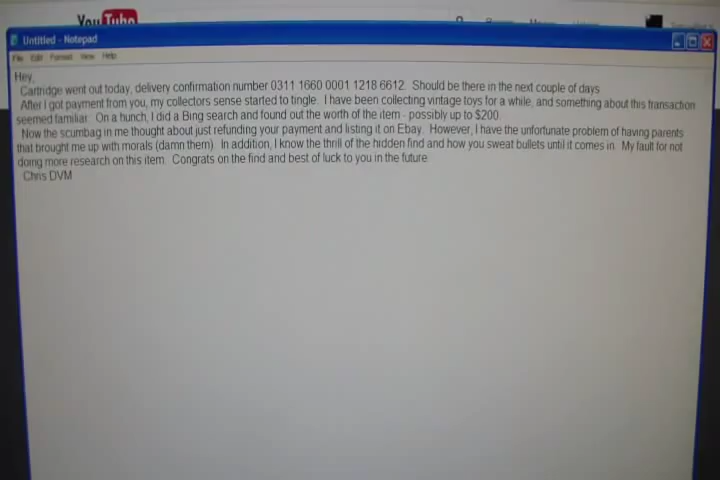 YouTube
Untitled - Notepad
File Edit Format View Help
Hey,
Cartridge went out today, delivery confirmation number 0311 1660 0001 1218 6612. Should be there in the next couple of days
After I got payment from you, my collectors sense started to tingle. I have been collecting vintage toys for a while, and something about this transaction
seemed familiar. On a hunch, I did a Bing search and found out the worth of the item - possibly up to $200.
Now the scumbag in me thought about just refunding your payment and listing it on Ebay. However, I have the unfortunate problem of having parents
that brought me up with morals (damn them). In addition, I know the thrill of the hidden find and how you sweat bullets until it comes in. My fault for not
doing more research on this item. Congrats on the find and best of luck to you in the future.
Chris DVM